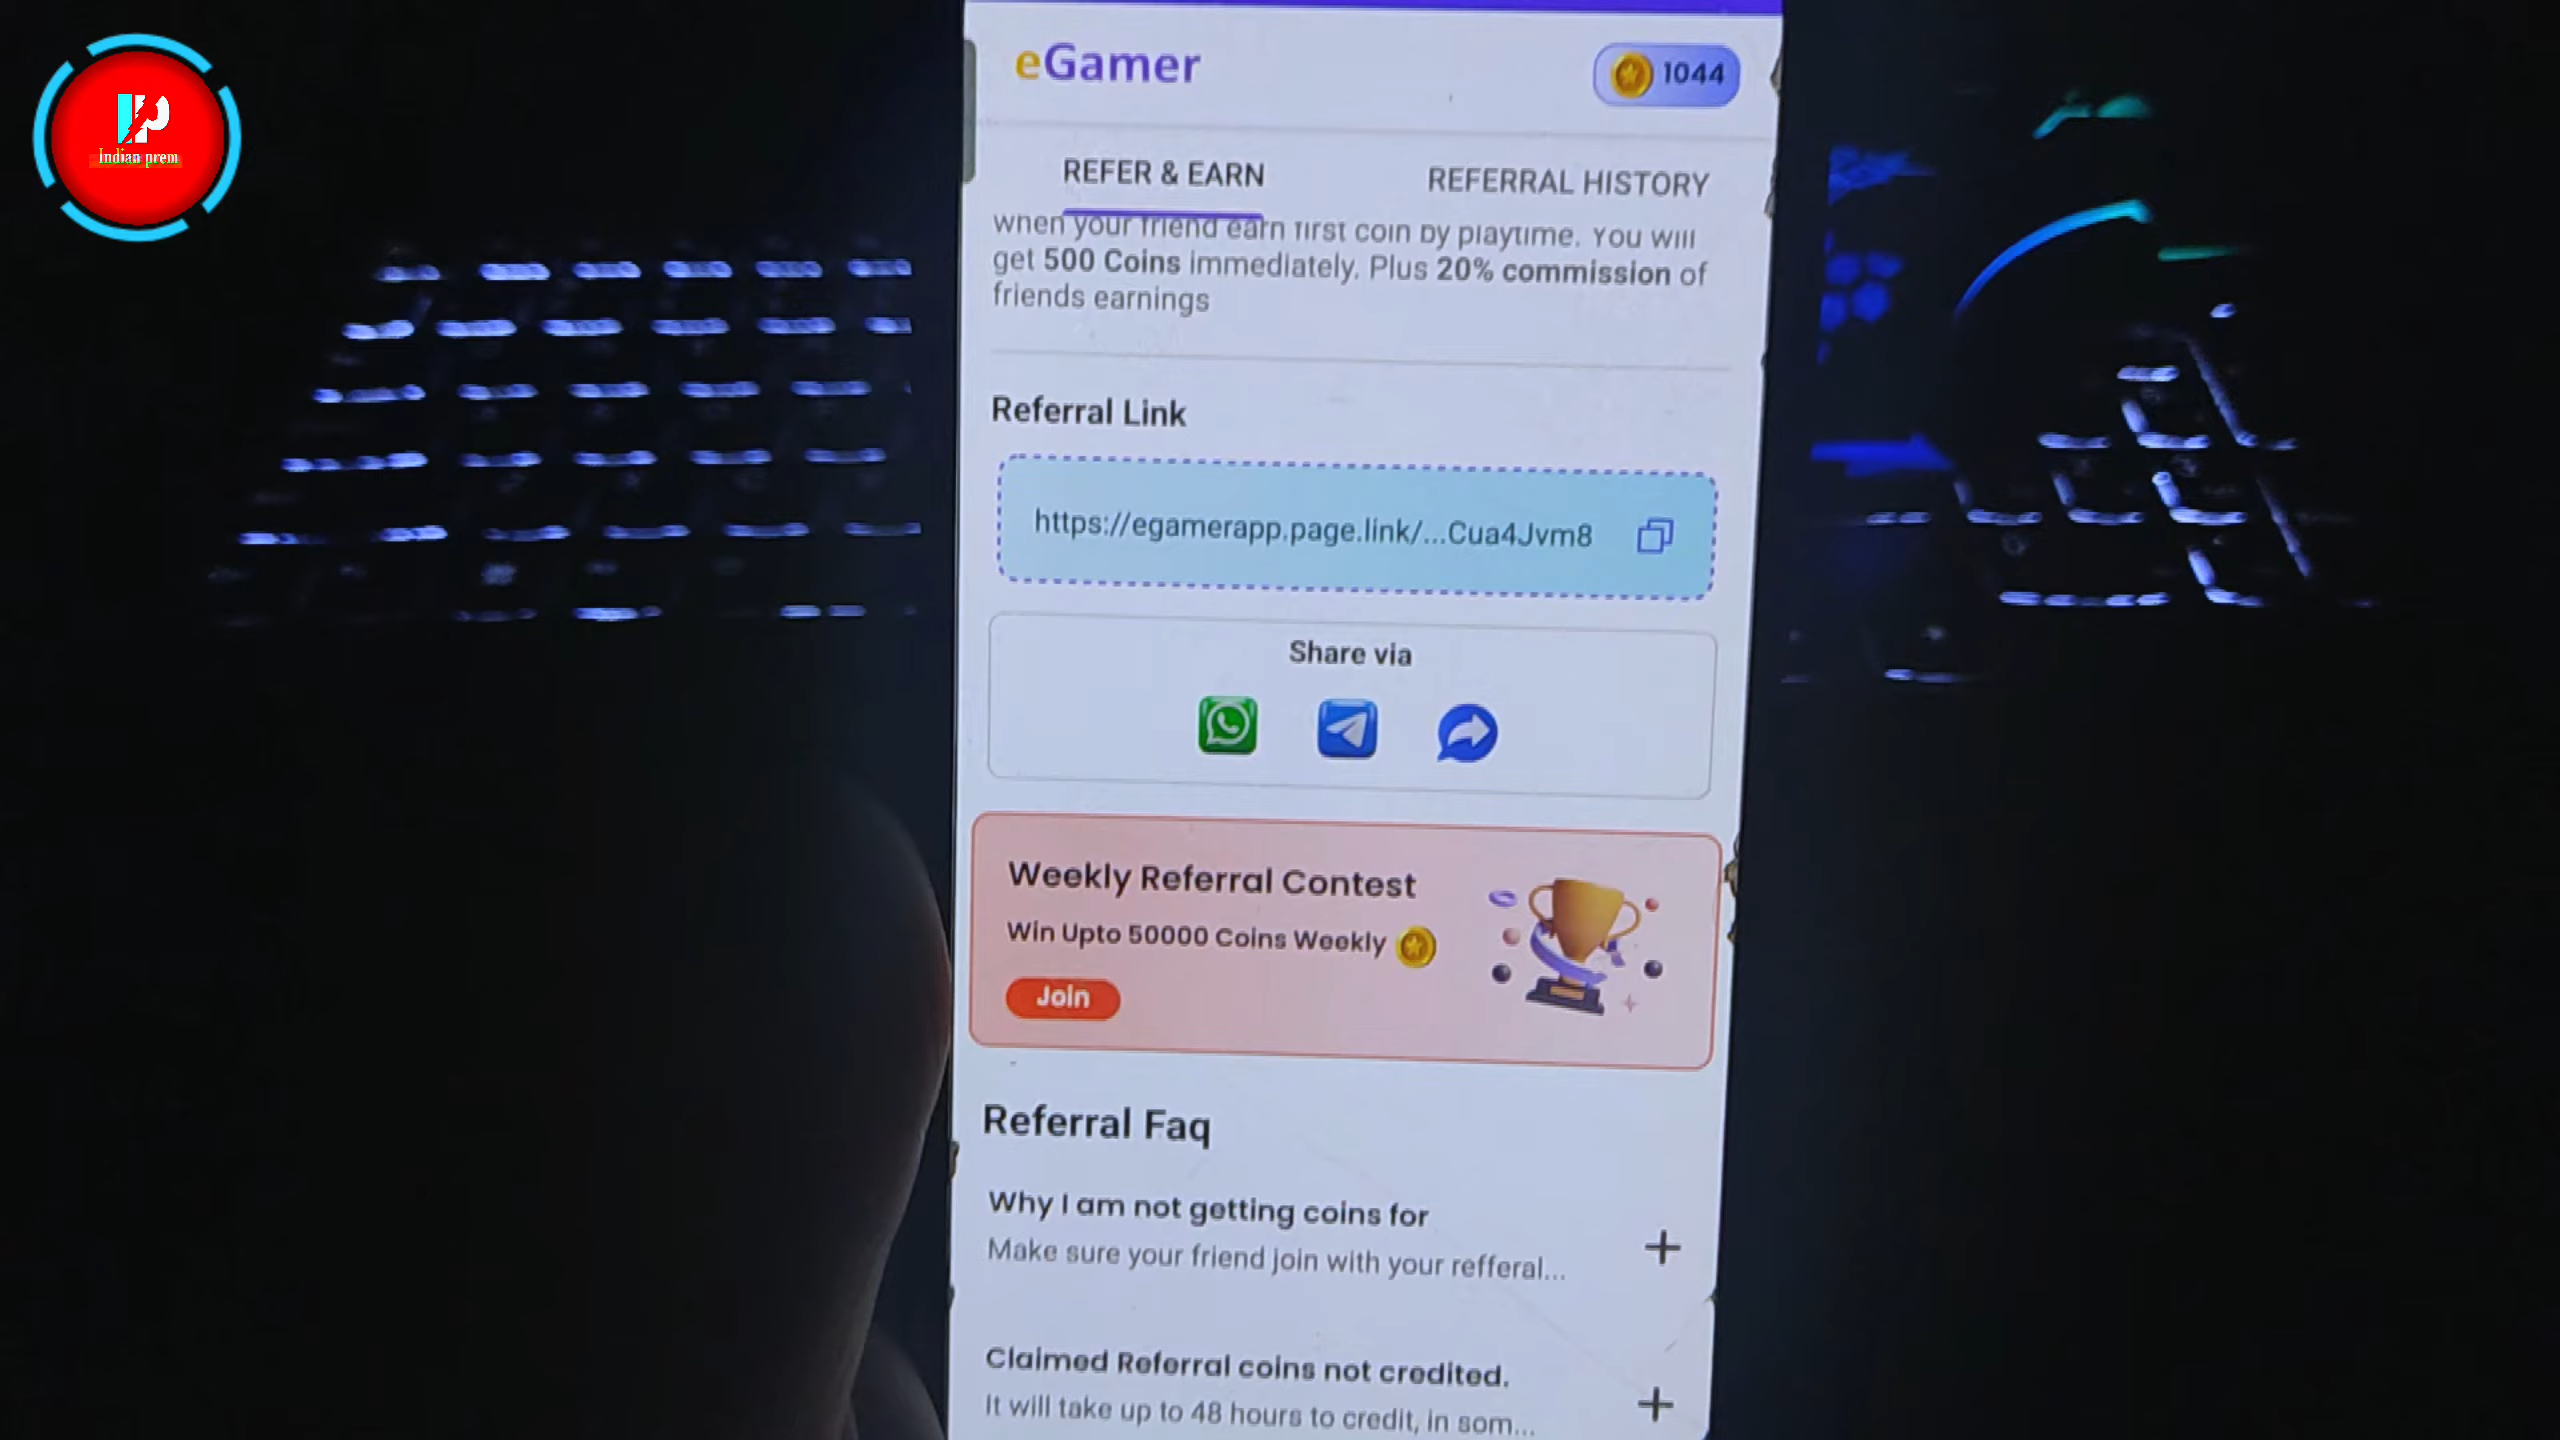 Indian prem
eGamer
1044
REFER & EARN
REFERRAL HISTORY
when your friend earn first coin by playtime. You will
get 500 Coins immediately. Plus 20% commission of
friends earnings
Referral Link
https://egamerapp.page.link/...Cua4Jvm8
Share via
Weekly Referral Contest
Win Upto 50000 Coins Weekly
Join
Referral Faq
Why I am not getting coins for
Make sure your friend join with your refferal...
Claimed Referral coins not credited.
It will take up to 48 hours to credit, in som...